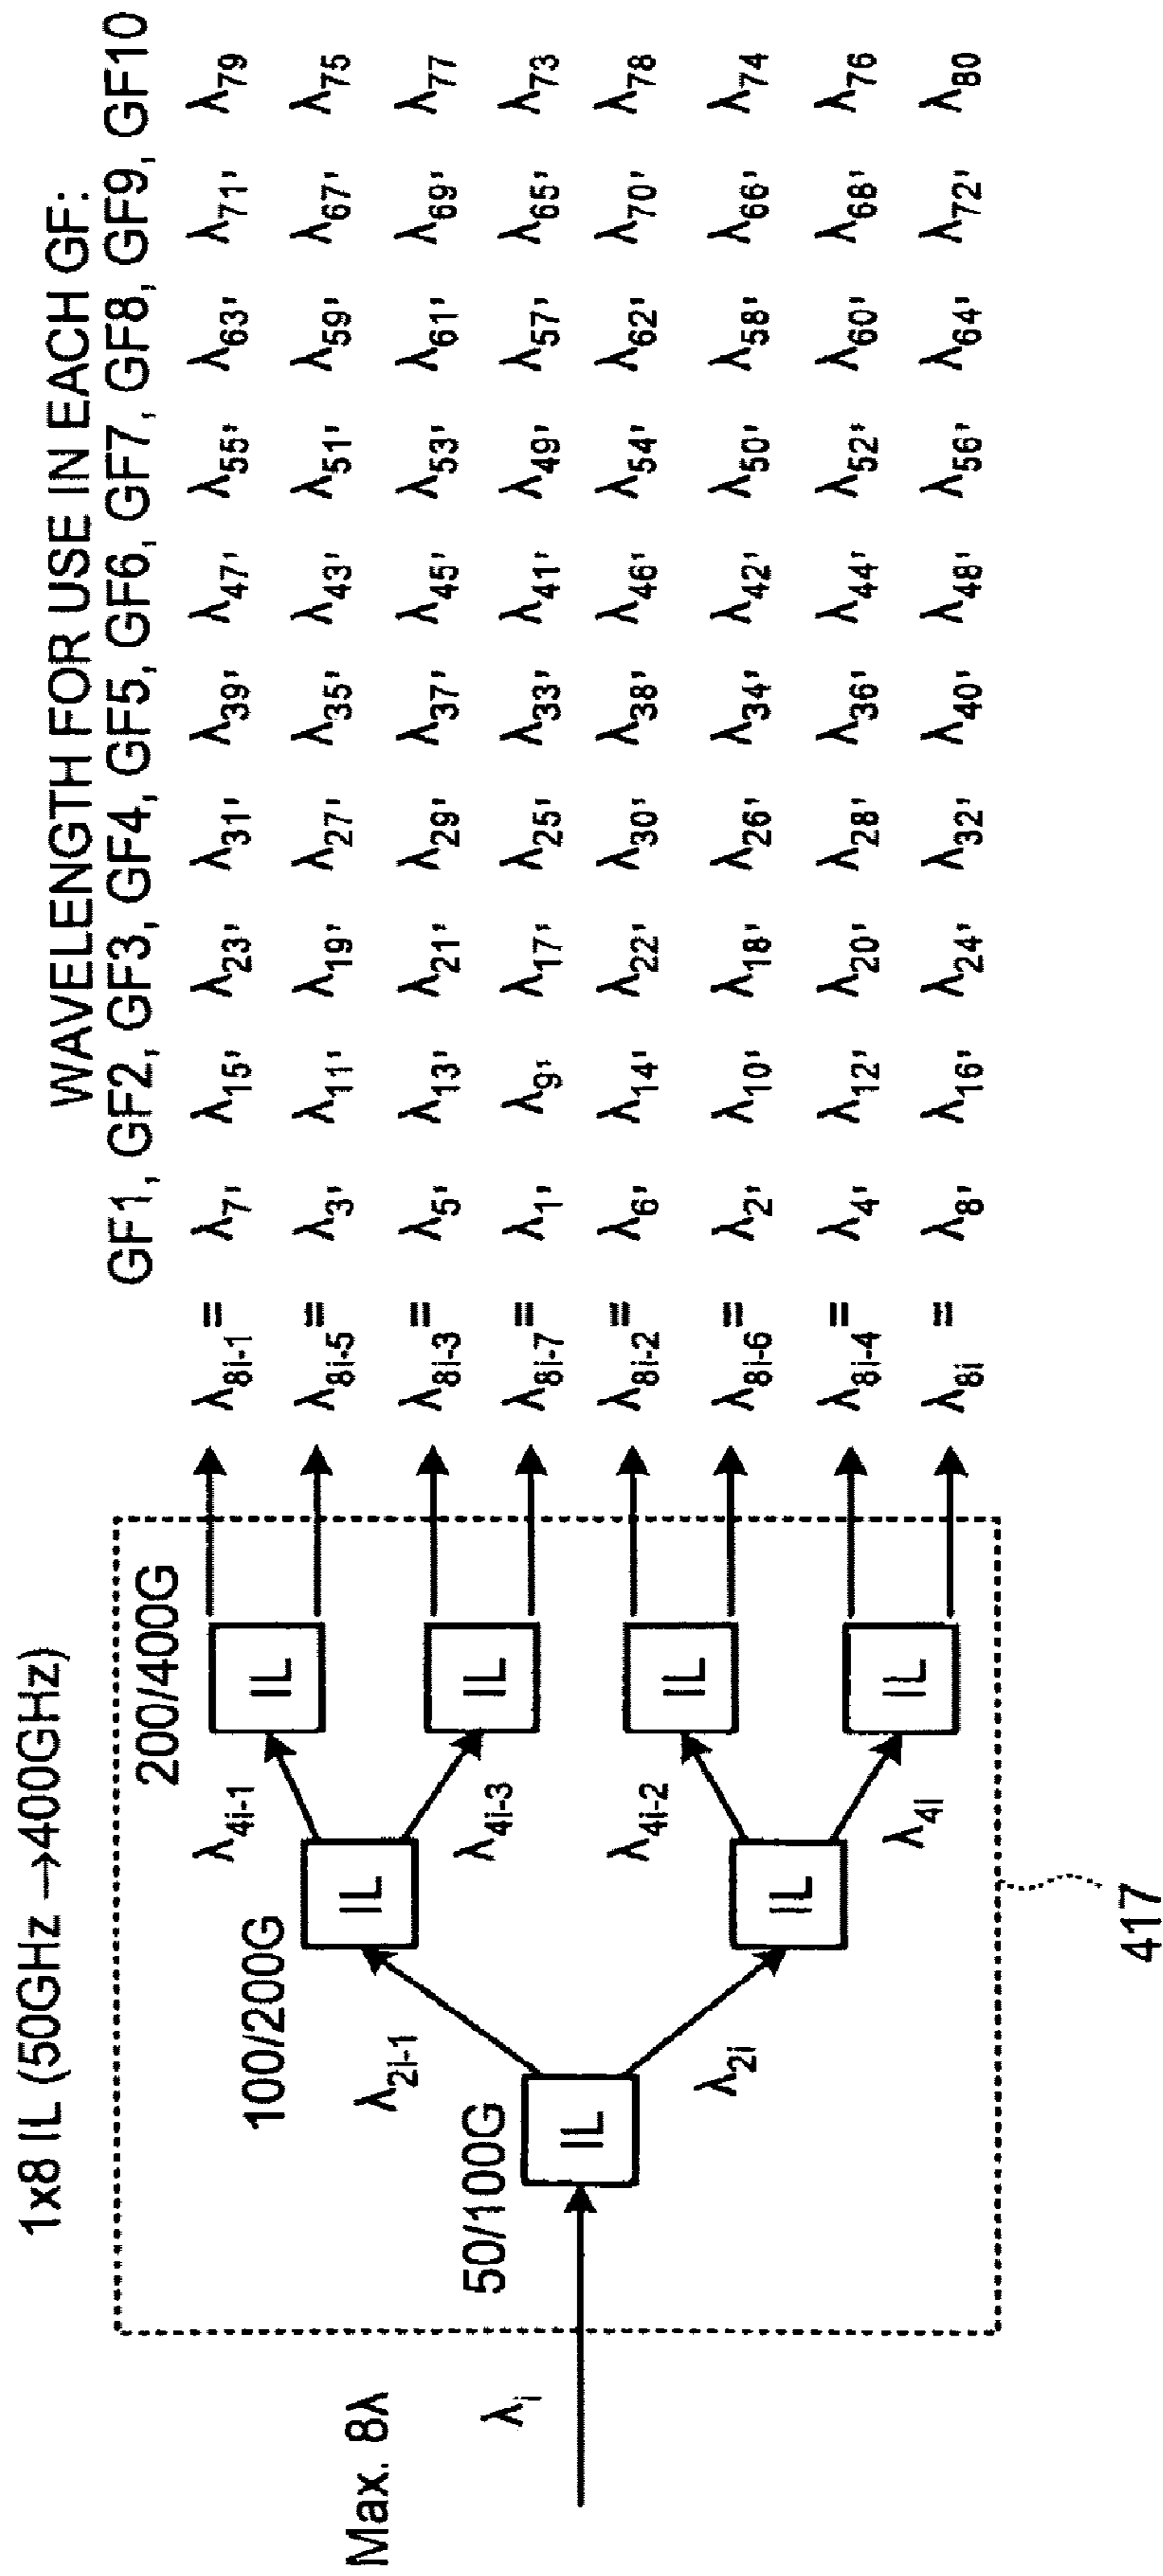 1x8 IL (50GHz →400GHz)
WAVELENGTH FOR USE IN EACH GF:
GF1, GF2, GF3, GF4, GF5, GF6, GF7, GF8, GF9, GF10
200/400G
100/200G
50/100G
Max. 8λ
λi
IL
λ2i-1
λ2i
IL
IL
λ4i-1
λ4i-3
λ4i-2
λ4i
IL
IL
IL
IL
λ8i-1 = λ7, λ15, λ23, λ31, λ39, λ47, λ55, λ63, λ71, λ79
λ8i-5 = λ3, λ11, λ19, λ27, λ35, λ43, λ51, λ59, λ67, λ75
λ8i-3 = λ5, λ13, λ21, λ29, λ37, λ45, λ53, λ61, λ69, λ77
λ8i-7 = λ1, λ9, λ17, λ25, λ33, λ41, λ49, λ57, λ65, λ73
λ8i-2 = λ6, λ14, λ22, λ30, λ38, λ46, λ54, λ62, λ70, λ78
λ8i-6 = λ2, λ10, λ18, λ26, λ34, λ42, λ50, λ58, λ66, λ74
λ8i-4 = λ4, λ12, λ20, λ28, λ36, λ44, λ52, λ60, λ68, λ76
λ8i = λ8, λ16, λ24, λ32, λ40, λ48, λ56, λ64, λ72, λ80
417